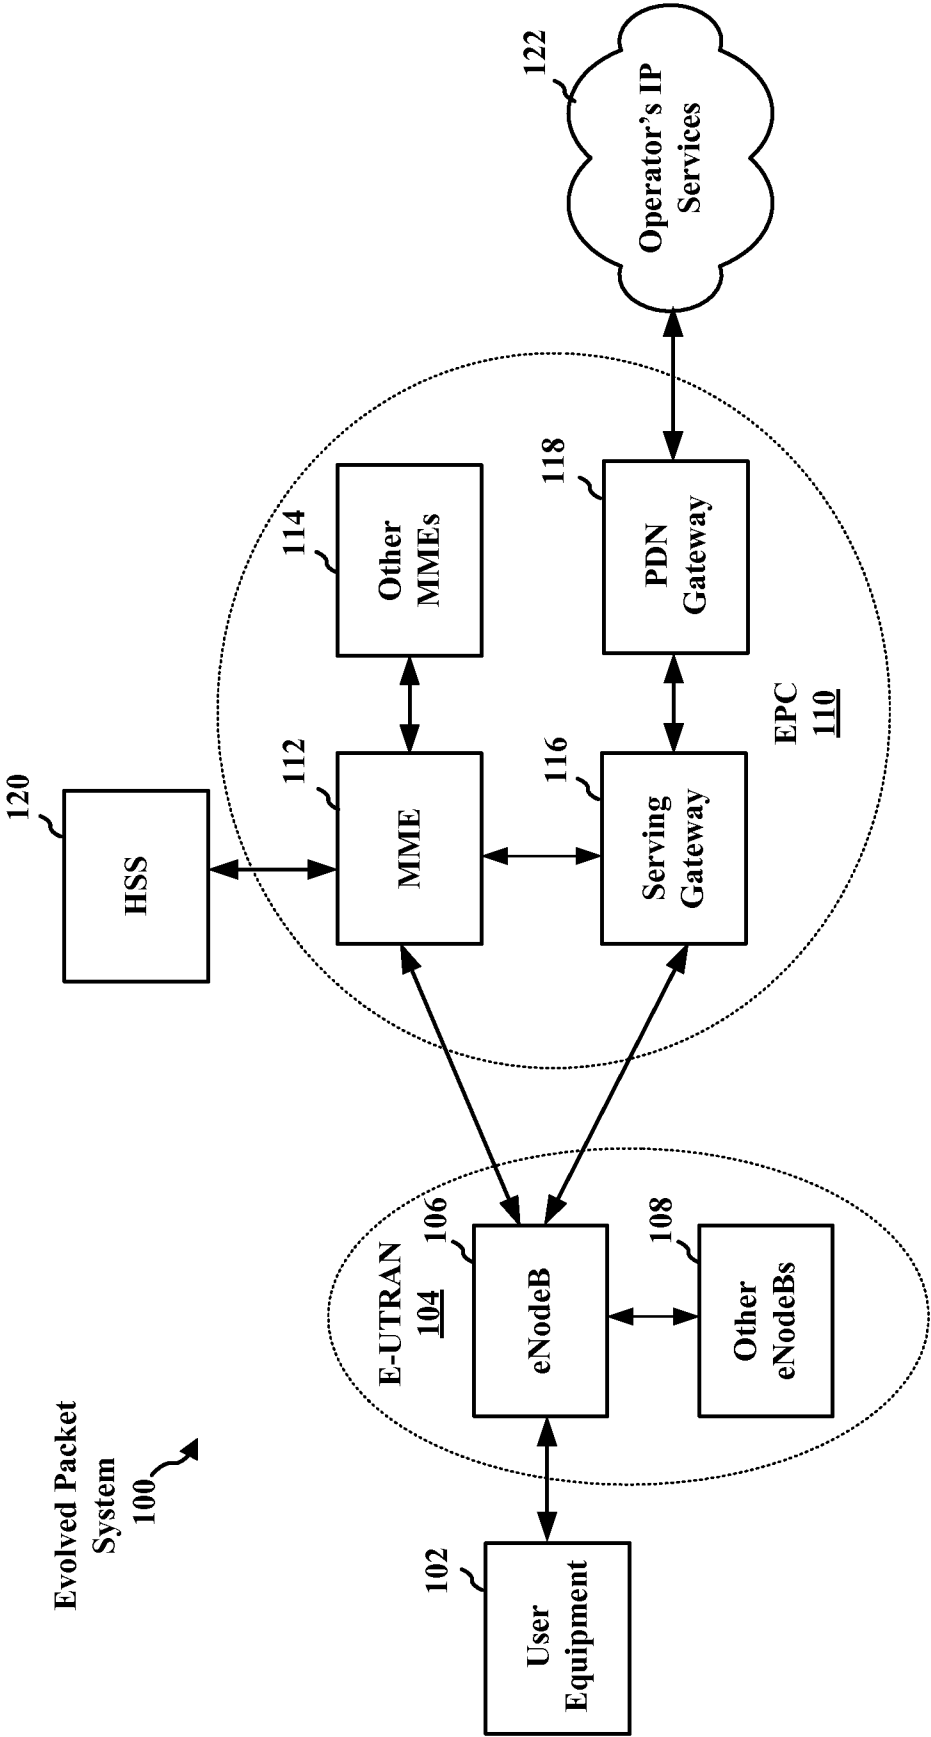 Evolved Packet
System
100
120
HSS
112
MME
114
Other
MMEs
122
Operator's IP
Services
E-UTRAN
104
106
eNodeB
102
User
Equipment
108
Other
eNodeBs
116
Serving
Gateway
118
PDN
Gateway
EPC
110